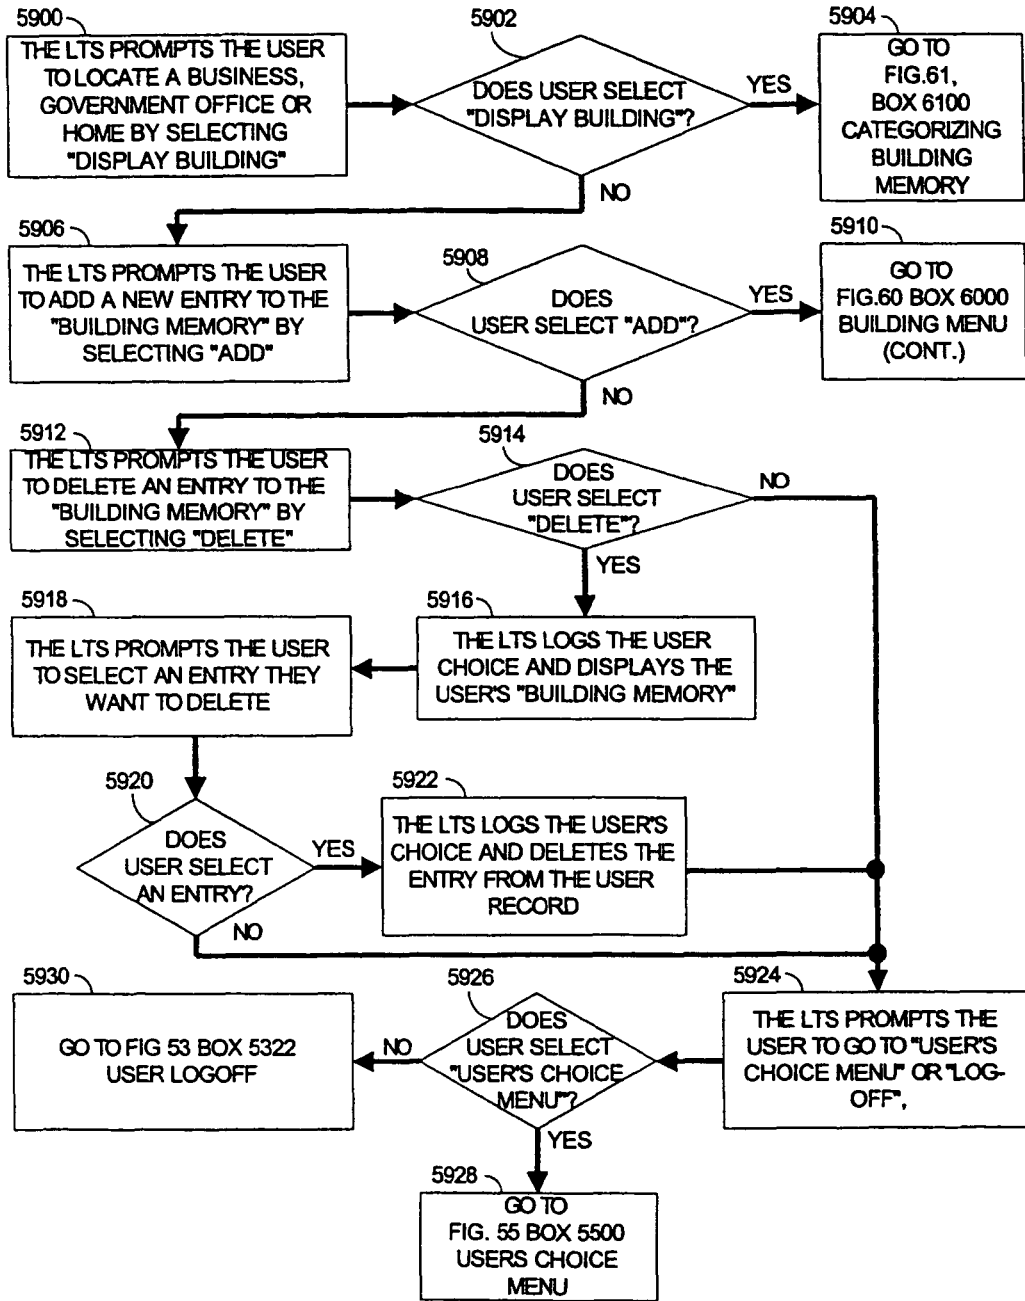 5900
THE LTS PROMPTS THE USER
TO LOCATE A BUSINESS,
GOVERNMENT OFFICE OR
HOME BY SELECTING
"DISPLAY BUILDING"
5902
DOES USER SELECT
"DISPLAY BUILDING"?
YES
NO
5904
GO TO
FIG.61,
BOX 6100
CATEGORIZING
BUILDING
MEMORY
5906
THE LTS PROMPTS THE USER
TO ADD A NEW ENTRY TO THE
"BUILDING MEMORY" BY
SELECTING "ADD"
5908
DOES
USER SELECT "ADD"?
YES
NO
5910
GO TO
FIG.60 BOX 6000
BUILDING MENU
(CONT.)
5912
THE LTS PROMPTS THE USER
TO DELETE AN ENTRY TO THE
"BUILDING MEMORY" BY
SELECTING "DELETE"
5914
DOES
USER SELECT
"DELETE"?
NO
YES
5916
THE LTS LOGS THE USER
CHOICE AND DISPLAYS THE
USER'S "BUILDING MEMORY"
5918
THE LTS PROMPTS THE USER
TO SELECT AN ENTRY THEY
WANT TO DELETE
5920
DOES
USER SELECT
AN ENTRY?
YES
NO
5922
THE LTS LOGS THE USER'S
CHOICE AND DELETES THE
ENTRY FROM THE USER
RECORD
5924
THE LTS PROMPTS THE
USER TO GO TO "USER'S
CHOICE MENU" OR "LOG-
OFF",
5926
DOES
USER SELECT
"USER'S CHOICE
MENU"?
NO
YES
5930
GO TO FIG 53 BOX 5322
USER LOGOFF
5928
GO TO
FIG. 55 BOX 5500
USERS CHOICE
MENU